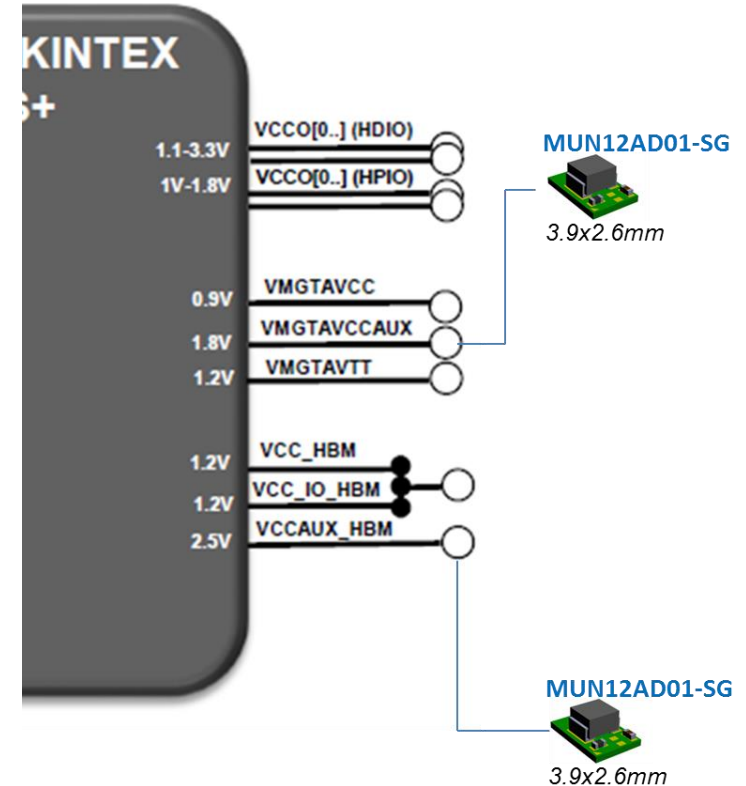 KINTEX
S+
VCCO[0..] (HDIO)
1.1-3.3V
VCCO[0..] (HPIO)
1V-1.8V
MUN12AD01-SG
3.9x2.6mm
VMGTAVCC
0.9V
VMGTAVCCAUX
1.8V
VMGTAVTT
1.2V
VCC_HBM
1.2V
VCC_IO_HBM
1.2V
VCCAUX_HBM
2.5V
MUN12AD01-SG
3.9x2.6mm